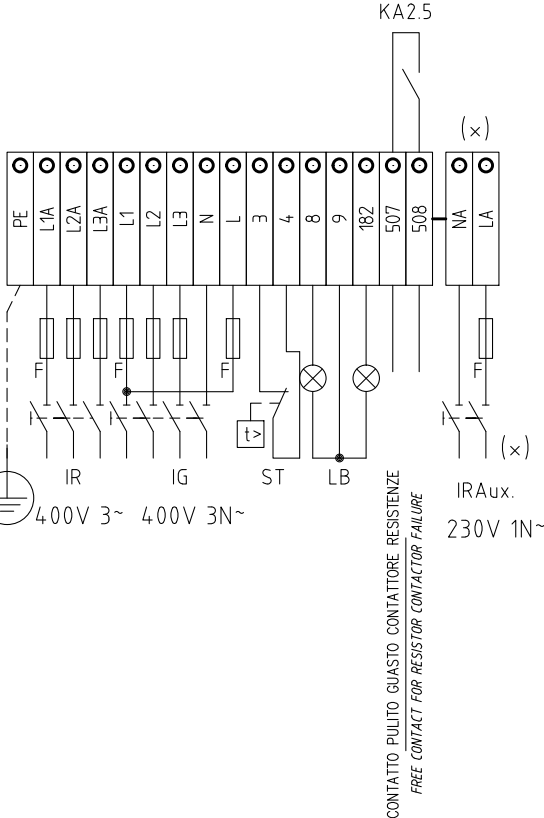 KA2.5
(x)
PE L1A L2A L3A L1 L2 L3 N L 3 4 8 9 182 507 508 NA LA
F F F F
t>
(x)
IR IG ST LB IRAux.
400V 3~ 400V 3N~ 230V 1N~
CONTATTO PULITO GUASTO CONTATTORE RESISTENZE
FREE CONTACT FOR RESISTOR CONTACTOR FAILURE